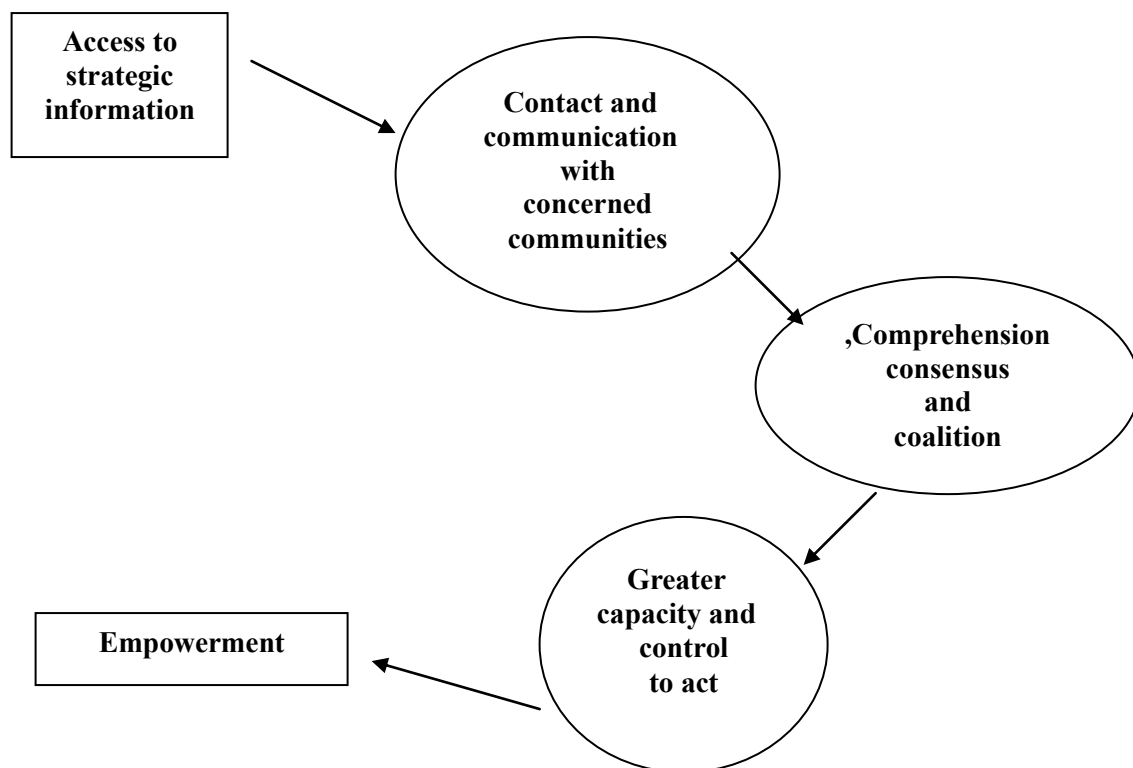 Access to
strategic
information
Contact and
communication
with
concerned
communities
,Comprehension
consensus
and
coalition
Greater
capacity and
control
to act
Empowerment